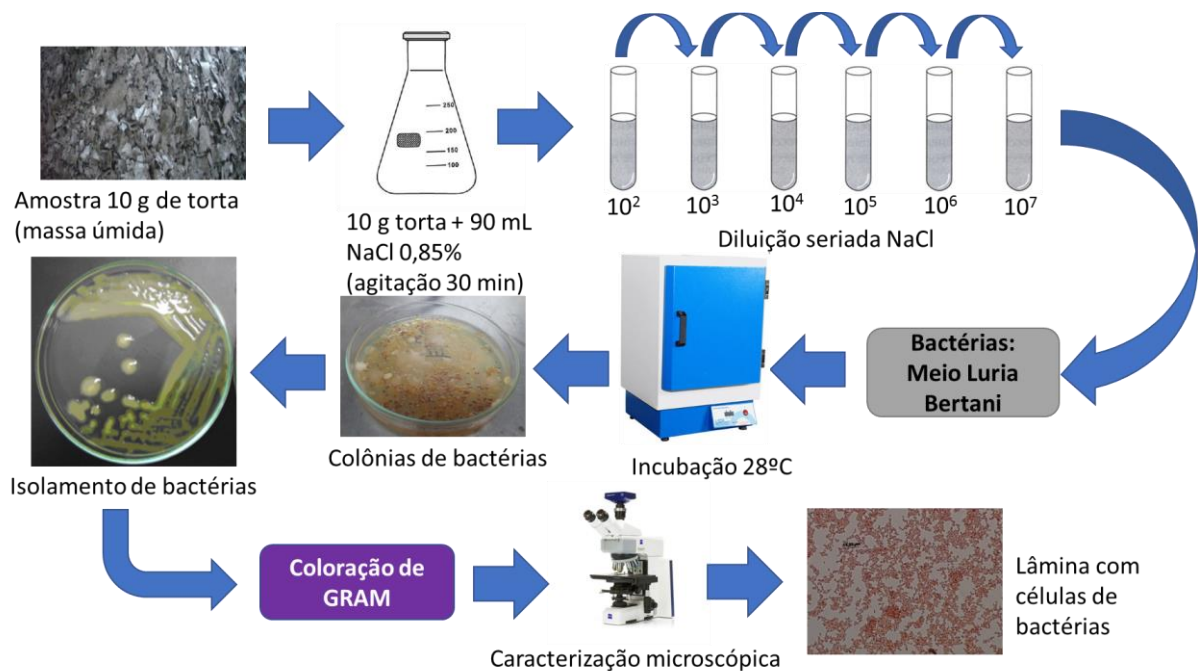 Amostra 10 g de torta
(massa úmida)
250
200
150
100
10 g torta + 90 mL
NaCl 0,85%
(agitação 30 min)
10²
10³
10⁴
10⁵
10⁶
10⁷
Diluição seriada NaCl
Bactérias:
Meio Luria
Bertani
Incubação 28ºC
Colônias de bactérias
Isolamento de bactérias
Coloração de
GRAM
Caracterização microscópica
Lâmina com
células de
bactérias